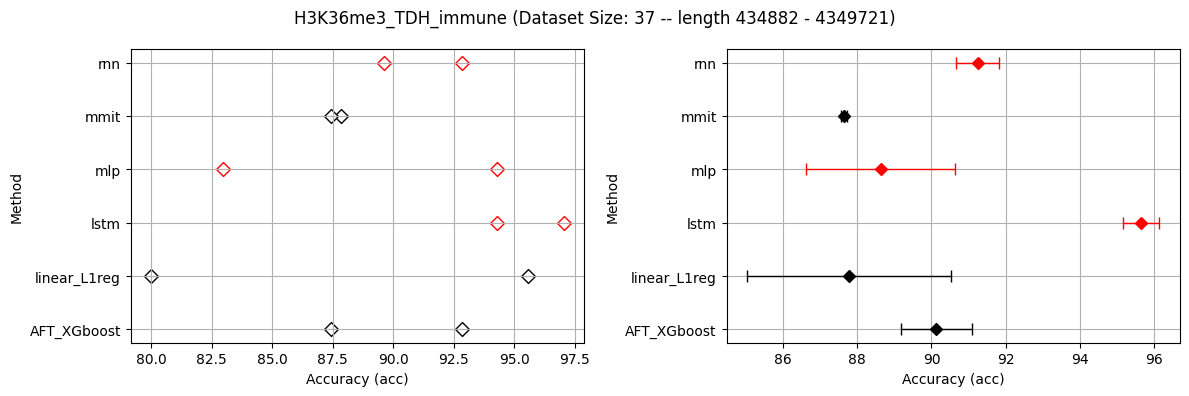 H3K36me3_TDH_immune (Dataset Size: 37 -- length 434882 - 4349721)
Method
rnn
mmit
mlp
lstm
linear_L1reg
AFT_XGboost
80.0 82.5 85.0 87.5 90.0 92.5 95.0 97.5
Accuracy (acc)
Method
rnn
mmit
mlp
lstm
linear_L1reg
AFT_XGboost
86 88 90 92 94 96
Accuracy (acc)